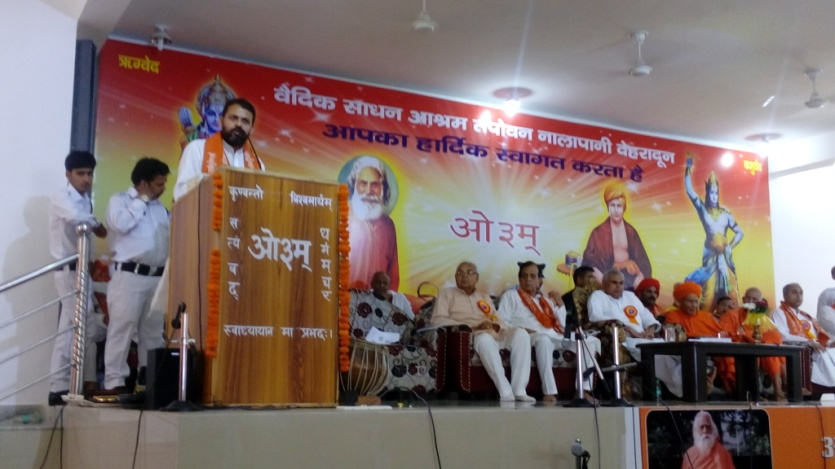 ऋग्वेद
वैदिक साधन आश्रम तपोवन नालापानी देहरादून
आपका हार्दिक स्वागत करता है
ओ३म्
कृण्वन्तो विश्वमार्यम्
सत्यं वद्
ओ३म्
धर्मम चर
स्वाध्यायान मा प्रमदः।